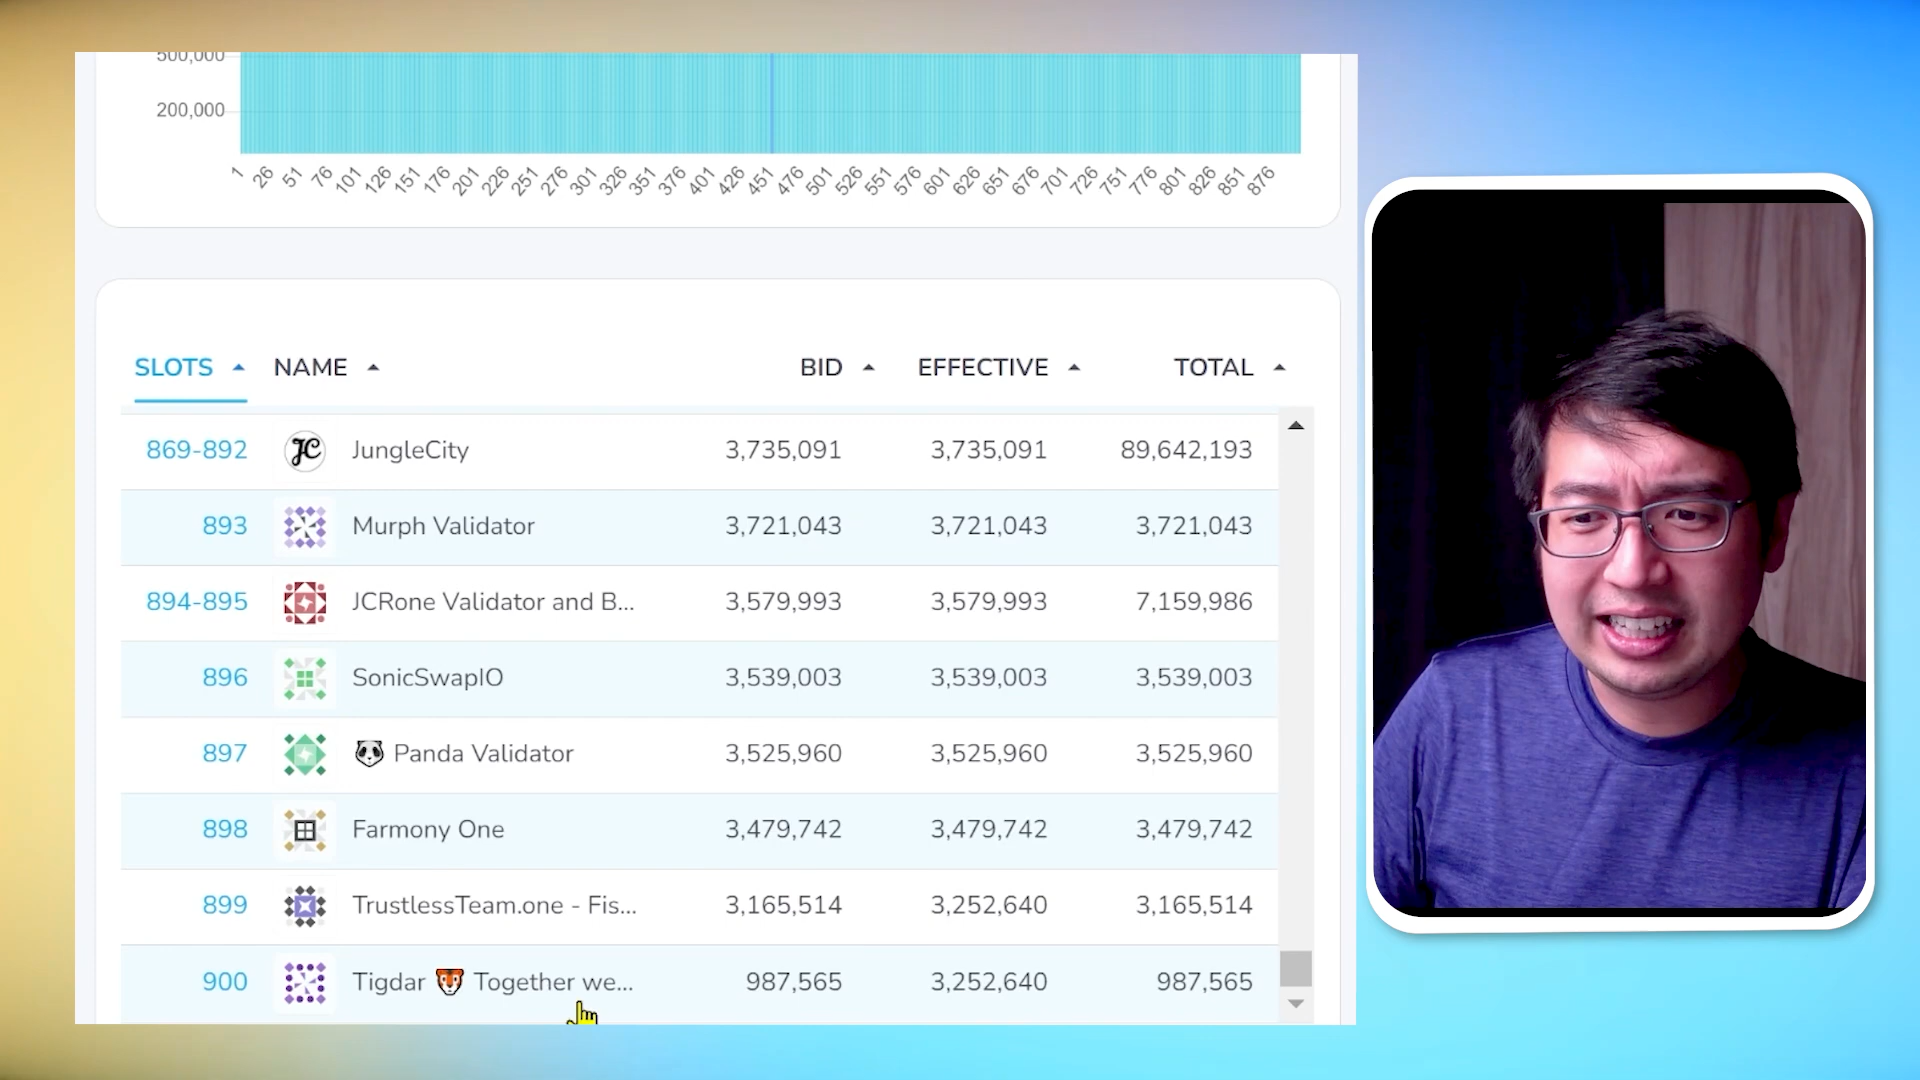 500,000
200,000
1 26 51 76 101 126 151 176 201 226 251 276 301 326 351 376 401 426 451 476 501 526 551 576 601 626 651 676 701 726 751 776 801 826 851 876
SLOTS NAME BID EFFECTIVE TOTAL
869-892 JC JungleCity 3,735,091 3,735,091 89,642,193
893 Murph Validator 3,721,043 3,721,043 3,721,043
894-895 JCRone Validator and B... 3,579,993 3,579,993 7,159,986
896 SonicSwapIO 3,539,003 3,539,003 3,539,003
897 🐼 Panda Validator 3,525,960 3,525,960 3,525,960
898 Farmony One 3,479,742 3,479,742 3,479,742
899 TrustlessTeam.one - Fis... 3,165,514 3,252,640 3,165,514
900 Tigdar 🐯 Together we... 987,565 3,252,640 987,565